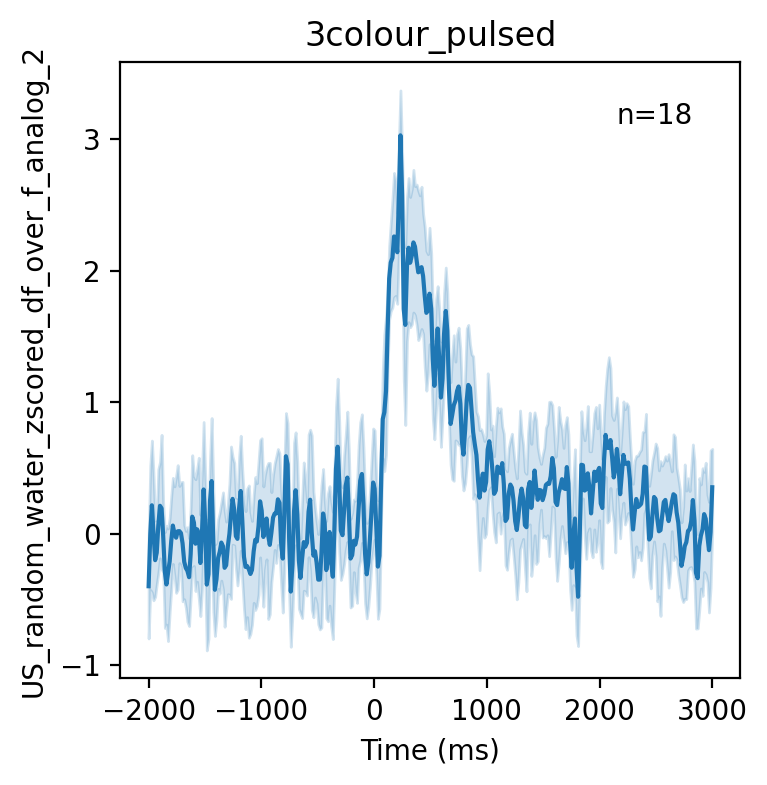 3colour_pulsed
n=18
US_random_water_zscored_df_over_f_analog_2
3
2
1
0
−1
−2000 −1000 0 1000 2000 3000
Time (ms)